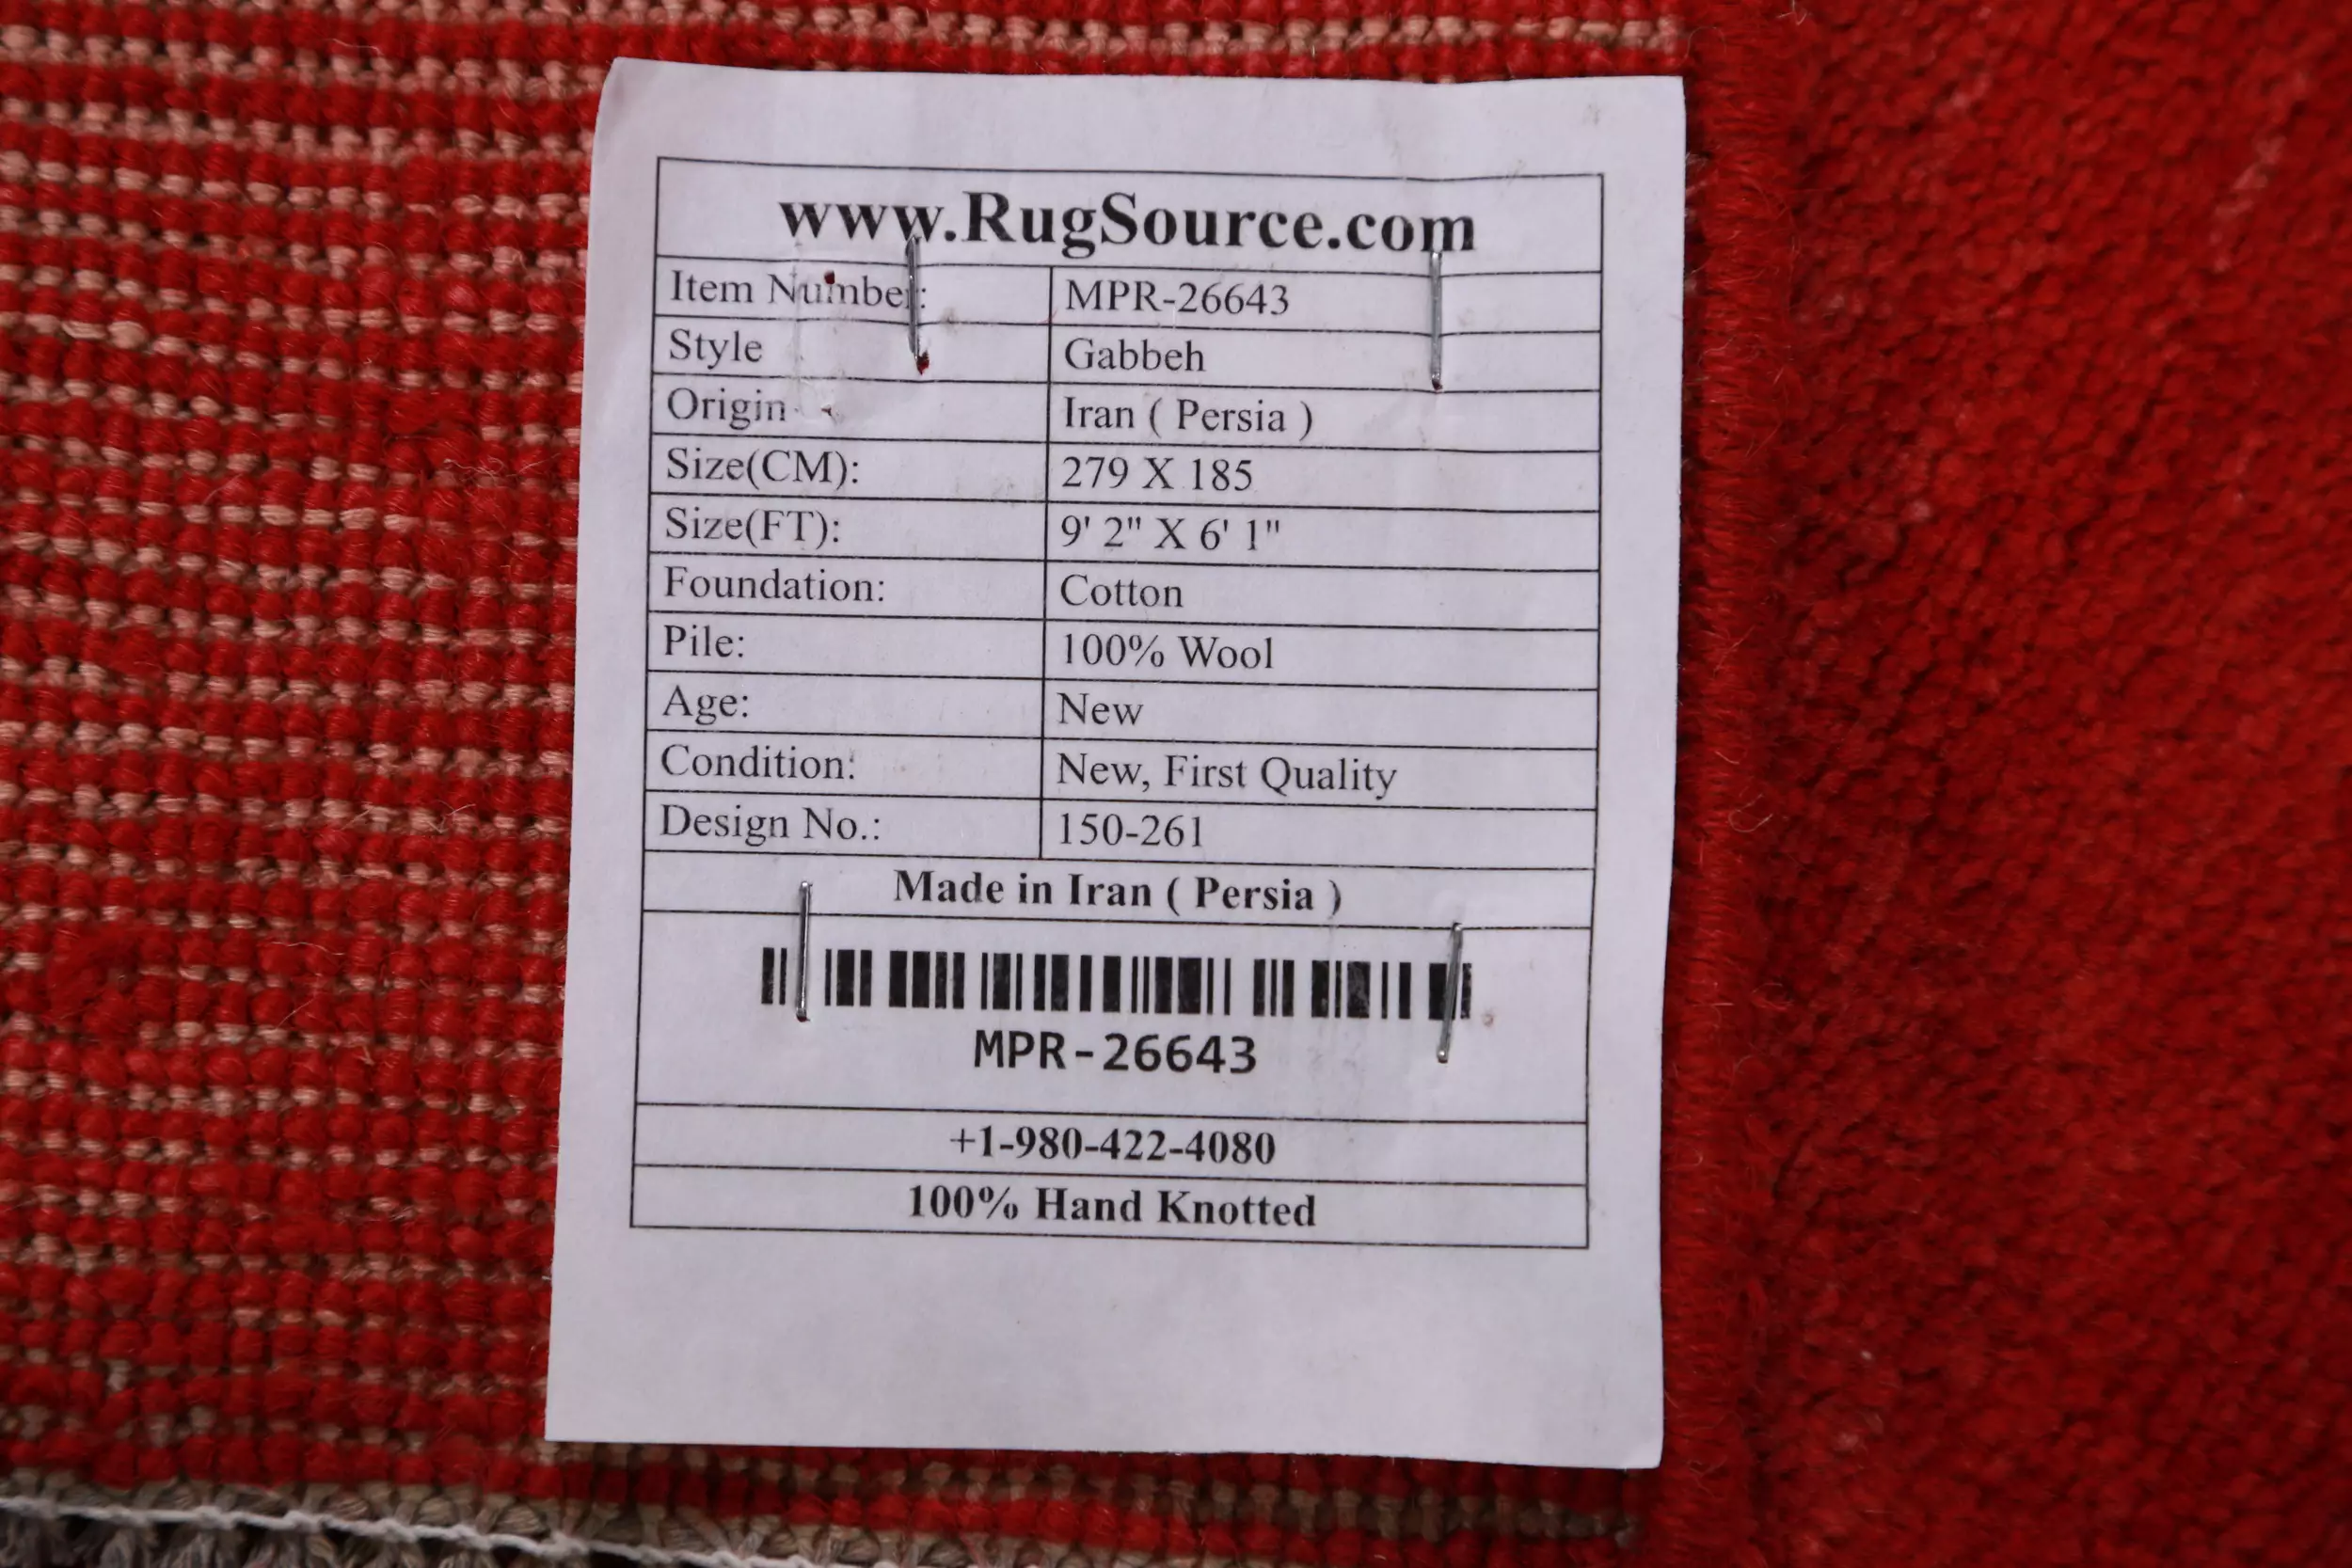 www.RugSource.com
Item Number: MPR-26643
Style Gabbeh
Origin Iran ( Persia )
Size(CM): 279 X 185
Size(FT): 9' 2" X 6' 1"
Foundation: Cotton
Pile: 100% Wool
Age: New
Condition: New, First Quality
Design No.: 150-261
Made in Iran ( Persia )
MPR-26643
+1-980-422-4080
100% Hand Knotted